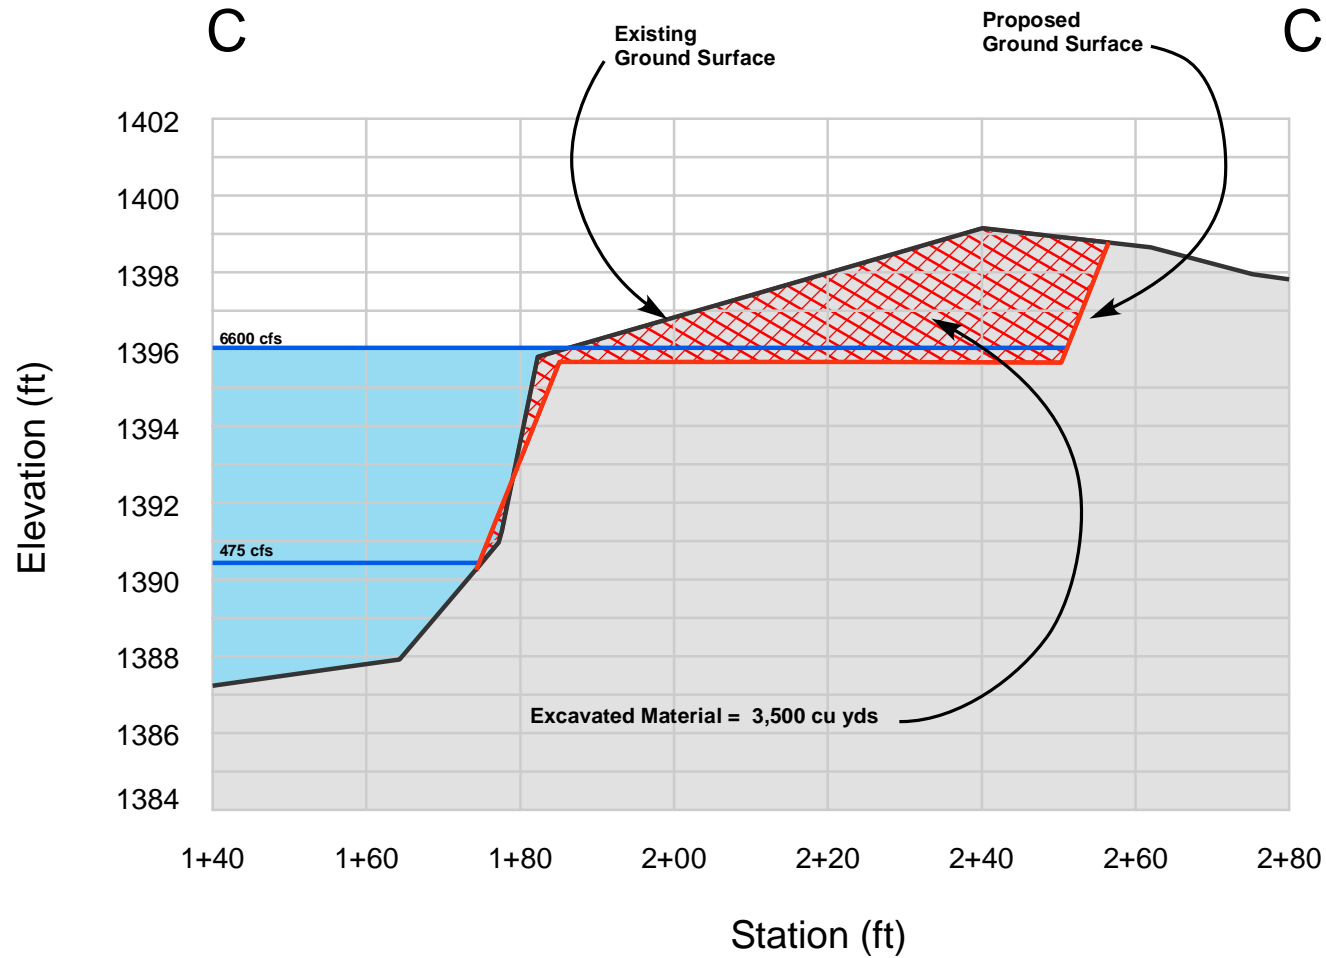 C
C
Existing
Ground Surface
Proposed
Ground Surface
1402
1400
1398
1396
1394
1392
1390
1388
1386
1384
Elevation (ft)
6600 cfs
475 cfs
Excavated Material = 3,500 cu yds
1+40
1+60
1+80
2+00
2+20
2+40
2+60
2+80
Station (ft)